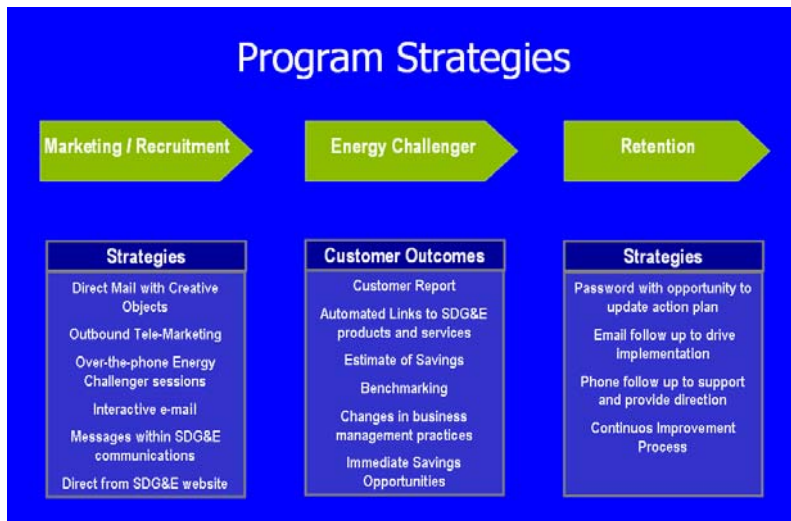 Program Strategies
Marketing / Recruitment
Energy Challenger
Retention
Strategies
Direct Mail with Creative
Objects
Outbound Tele-Marketing
Over-the-phone Energy
Challenger sessions
Interactive e-mail
Messages within SDG&E
communications
Direct from SDG&E website
Customer Outcomes
Customer Report
Automated Links to SDG&E
products and services
Estimate of Savings
Benchmarking
Changes in business
management practices
Immediate Savings
Opportunities
Strategies
Password with opportunity to
update action plan
Email follow up to drive
implementation
Phone follow up to support
and provide direction
Continuos Improvement
Process